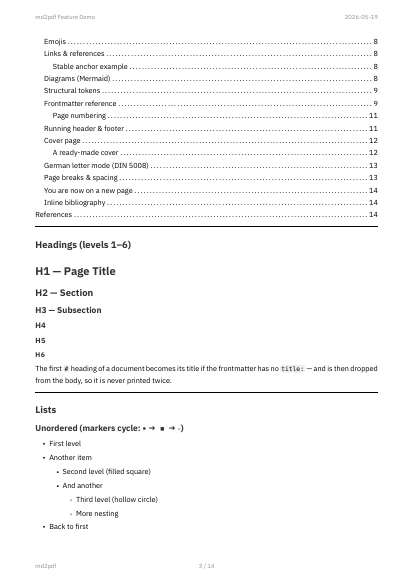 md2pdf Feature Demo 2026-05-19
Emojis 8
Links & references 8
Stable anchor example 8
Diagrams (Mermaid) 8
Structural tokens 9
Frontmatter reference 9
Page numbering 11
Running header & footer 11
Cover page 12
A ready-made cover 12
German letter mode (DIN 5008) 13
Page breaks & spacing 13
You are now on a new page 14
Inline bibliography 14
References 14
Headings (levels 1–6)
H1 — Page Title
H2 — Section
H3 — Subsection
H4
H5
H6
The first # heading of a document becomes its title if the frontmatter has no title: — and is then dropped
from the body, so it is never printed twice.
Lists
Unordered (markers cycle: • → ▪ → ◦)
• First level
• Another item
▪ Second level (filled square)
▪ And another
◦ Third level (hollow circle)
◦ More nesting
• Back to first
md2pdf 3 / 14